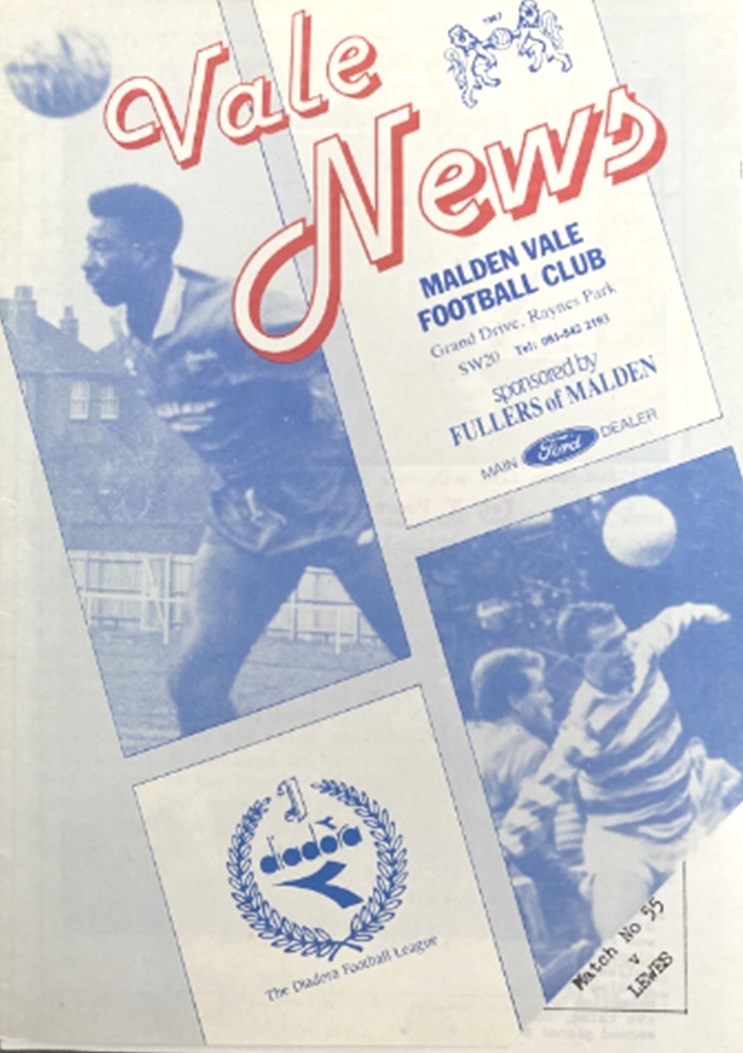 1967
Vale
News
MALDEN VALE
FOOTBALL CLUB
Grand Drive, Raynes Park
SW20 Tel: 081-542 2193
sponsored by
FULLERS of MALDEN
MAIN Ford DEALER
diadora
The Diadora Football League
Match No 55
v
LEWES